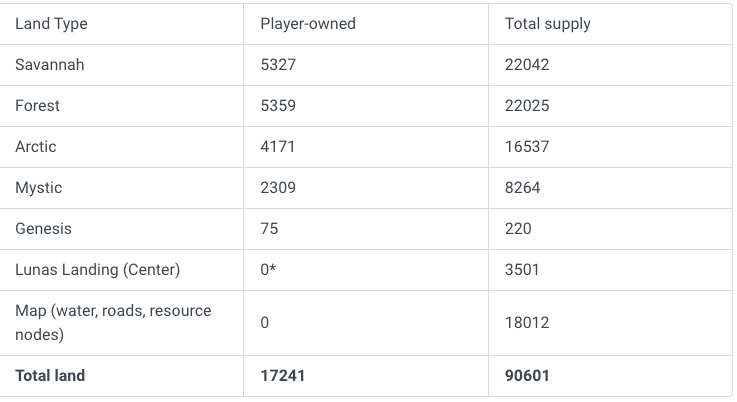 Land Type Player-owned Total supply
Savannah 5327 22042
Forest 5359 22025
Arctic 4171 16537
Mystic 2309 8264
Genesis 75 220
Lunas Landing (Center) 0* 3501
Map (water, roads, resource
nodes) 0 18012
Total land 17241 90601